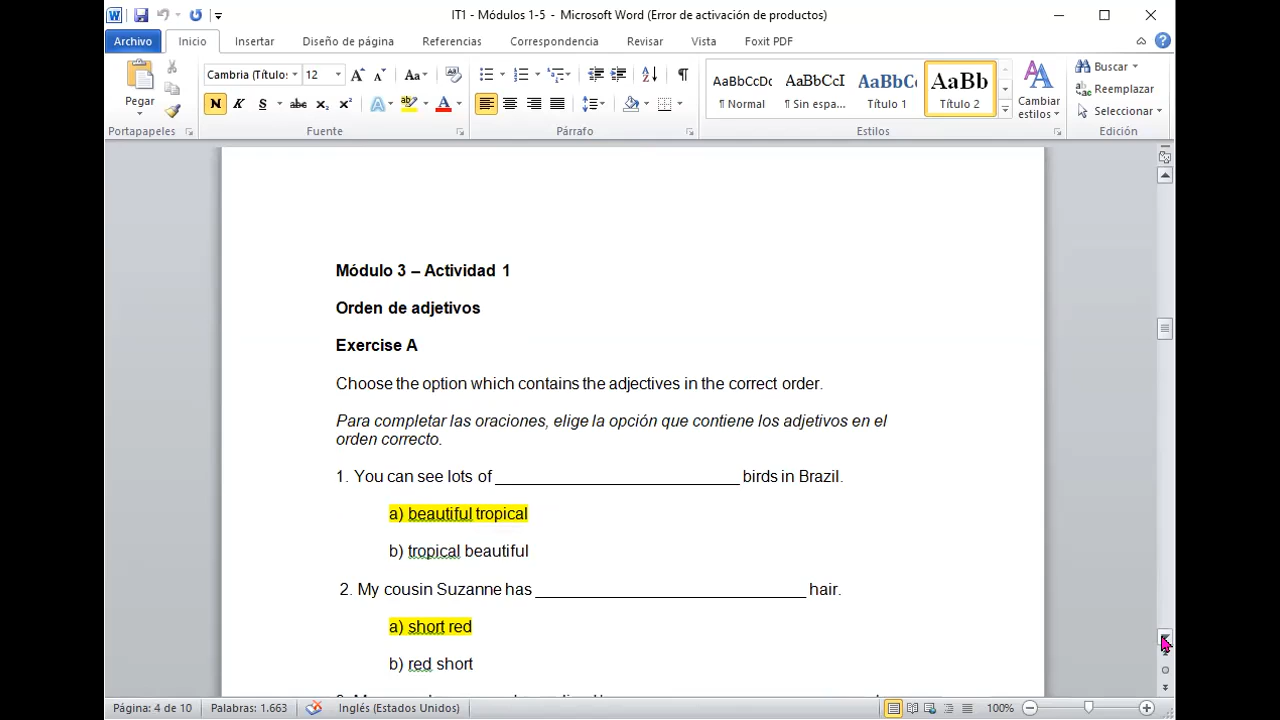 IT1 - Módulos 1-5 - Microsoft Word (Error de activación de productos)
Archivo Inicio Insertar Diseño de página Referencias Correspondencia Revisar Vista Foxit PDF
Pegar
Portapapeles
Cambria (Título: 12 Aa A A
N K S abc x₂ x² A ab A
Fuente
Párrafo
AaBbCcDc AaBbCcI AaBbCc AaBb
¶ Normal ¶ Sin espa... Título 1 Título 2
Cambiar estilos
Estilos
Buscar
Reemplazar
Seleccionar
Edición
Módulo 3 – Actividad 1
Orden de adjetivos
Exercise A
Choose the option which contains the adjectives in the correct order.
Para completar las oraciones, elige la opción que contiene los adjetivos en el
orden correcto.
1. You can see lots of ____________________________ birds in Brazil.
a) beautiful tropical
b) tropical beautiful
2. My cousin Suzanne has _______________________________ hair.
a) short red
b) red short
Página: 4 de 10 Palabras: 1.663 Inglés (Estados Unidos) 100%